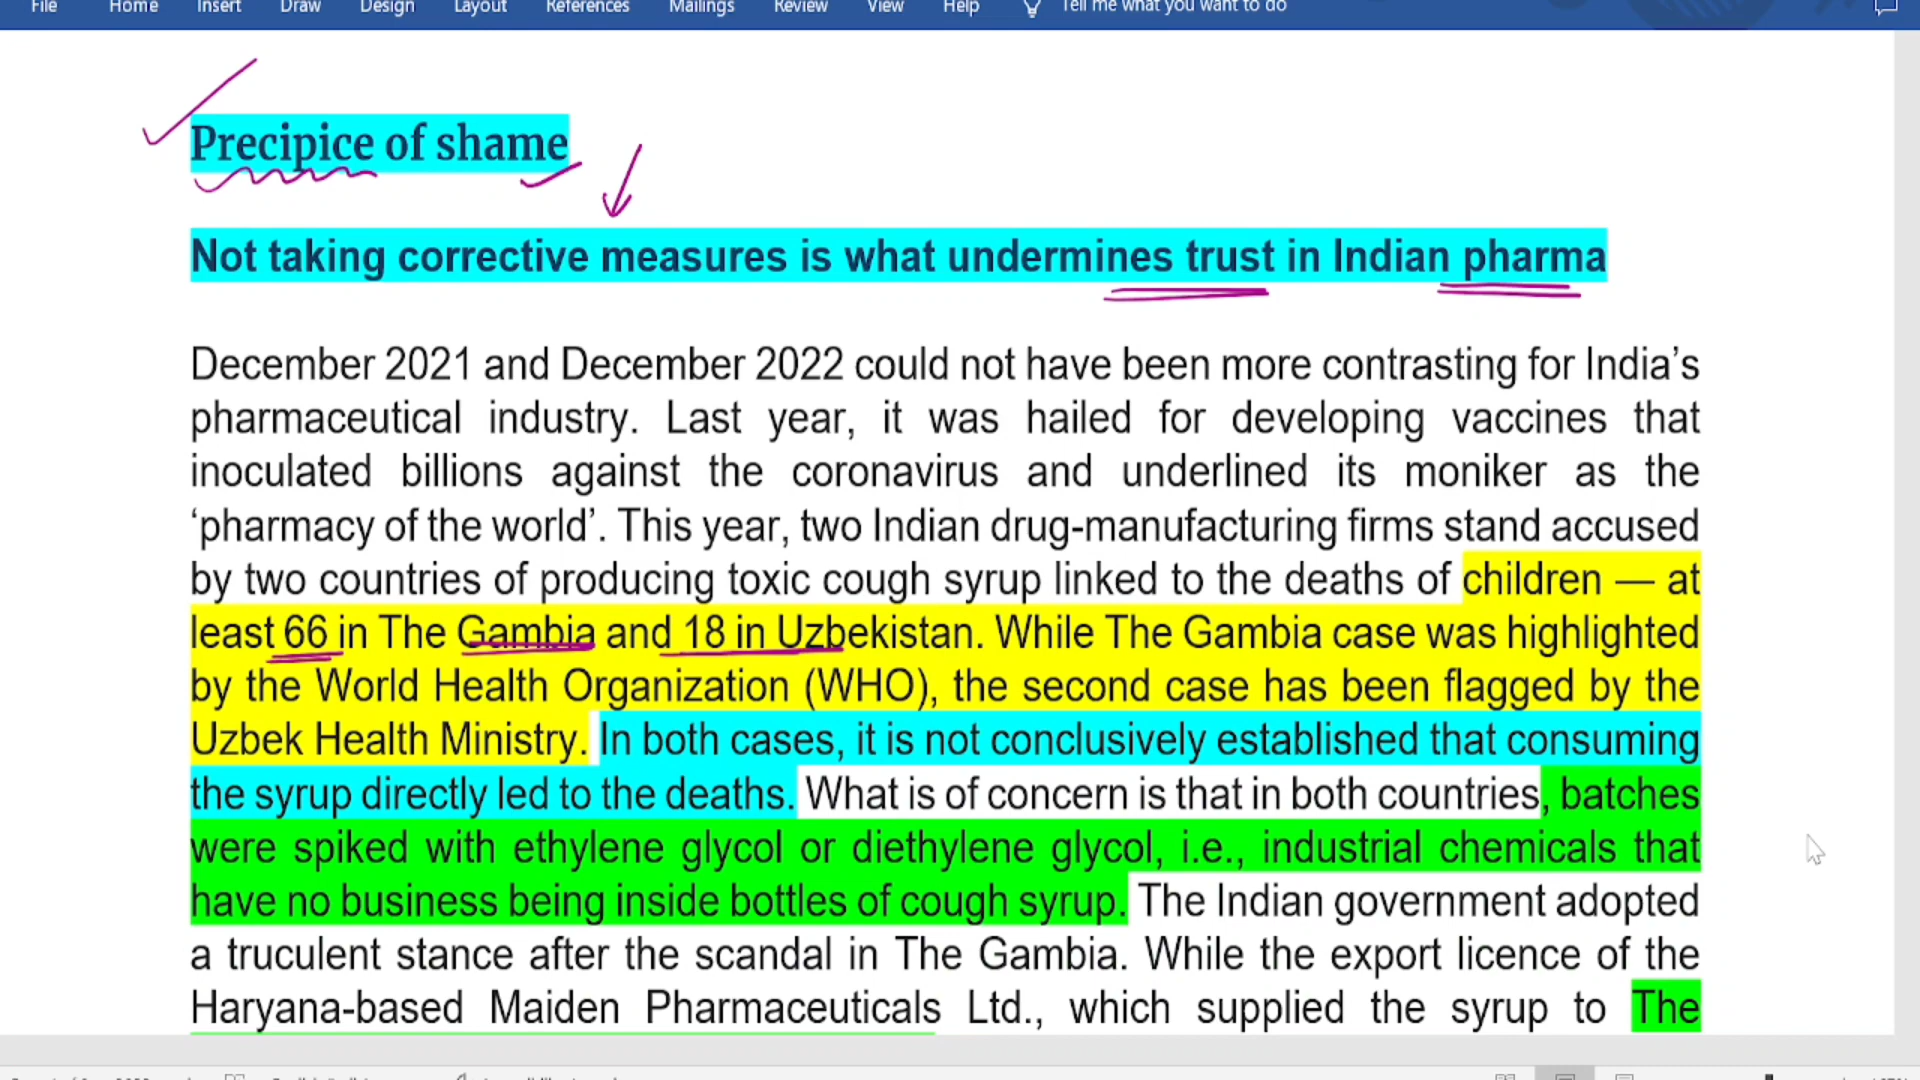 File Home Insert Draw Design Layout References Mailings Review View Help Tell me what you want to do
Precipice of shame
Not taking corrective measures is what undermines trust in Indian pharma
December 2021 and December 2022 could not have been more contrasting for India’s
pharmaceutical industry. Last year, it was hailed for developing vaccines that
inoculated billions against the coronavirus and underlined its moniker as the
‘pharmacy of the world’. This year, two Indian drug-manufacturing firms stand accused
by two countries of producing toxic cough syrup linked to the deaths of children — at
least 66 in The Gambia and 18 in Uzbekistan. While The Gambia case was highlighted
by the World Health Organization (WHO), the second case has been flagged by the
Uzbek Health Ministry. In both cases, it is not conclusively established that consuming
the syrup directly led to the deaths. What is of concern is that in both countries, batches
were spiked with ethylene glycol or diethylene glycol, i.e., industrial chemicals that
have no business being inside bottles of cough syrup. The Indian government adopted
a truculent stance after the scandal in The Gambia. While the export licence of the
Haryana-based Maiden Pharmaceuticals Ltd., which supplied the syrup to The